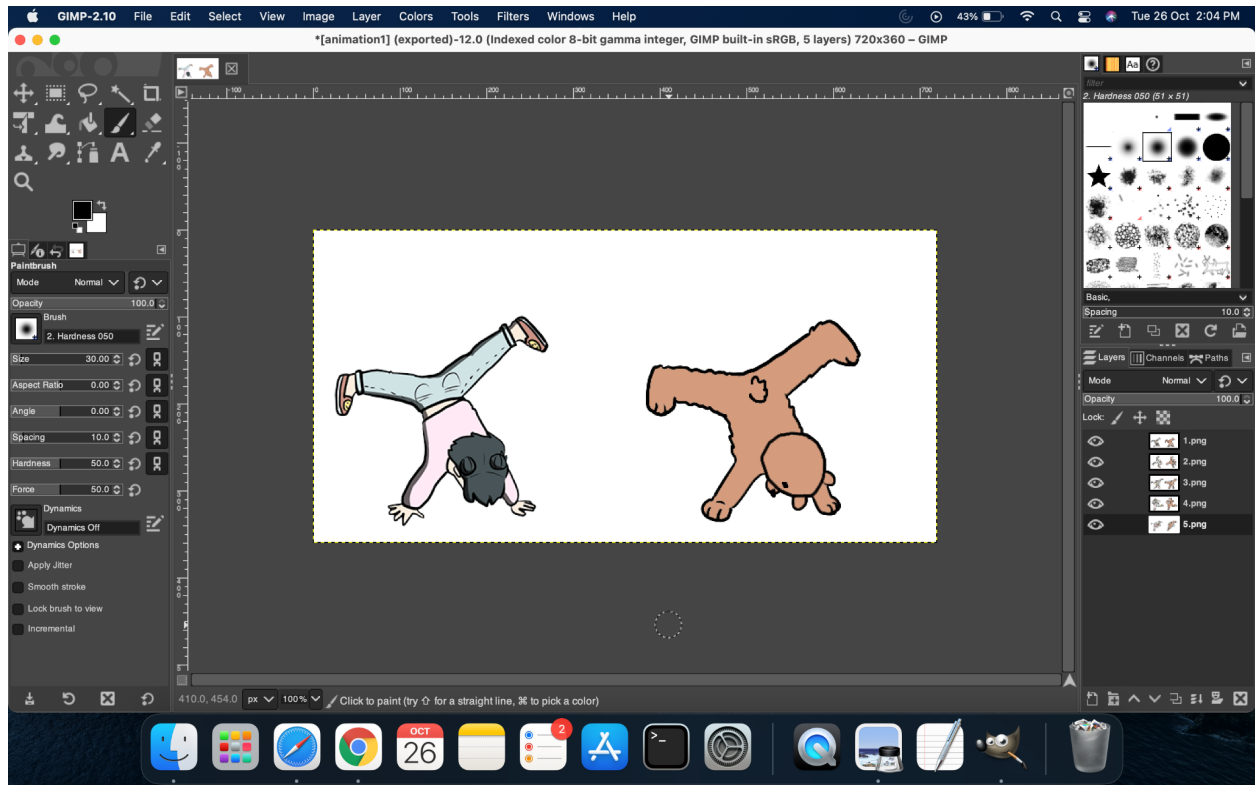 GIMP-2.10 File Edit Select View Image Layer Colors Tools Filters Windows Help 43% Tue 26 Oct 2:04 PM
*[animation1] (exported)-12.0 (Indexed color 8-bit gamma integer, GIMP built-in sRGB, 5 layers) 720x360 – GIMP
filter
2. Hardness 050 (51 × 51)
Paintbrush
Mode Normal
Opacity 100.0
Brush
2. Hardness 050
Size 30.00
Aspect Ratio 0.00
Angle 0.00
Spacing 10.0
Hardness 50.0
Force 50.0
Dynamics
Dynamics Off
Dynamics Options
Apply Jitter
Smooth stroke
Lock brush to view
Incremental
Basic,
Spacing 10.0
Layers Channels Paths
Mode Normal
Opacity 100.0
Lock:
1.png
2.png
3.png
4.png
5.png
410.0, 454.0 px 100% Click to paint (try ⇧ for a straight line, ⌘ to pick a color)
OCT
26
2